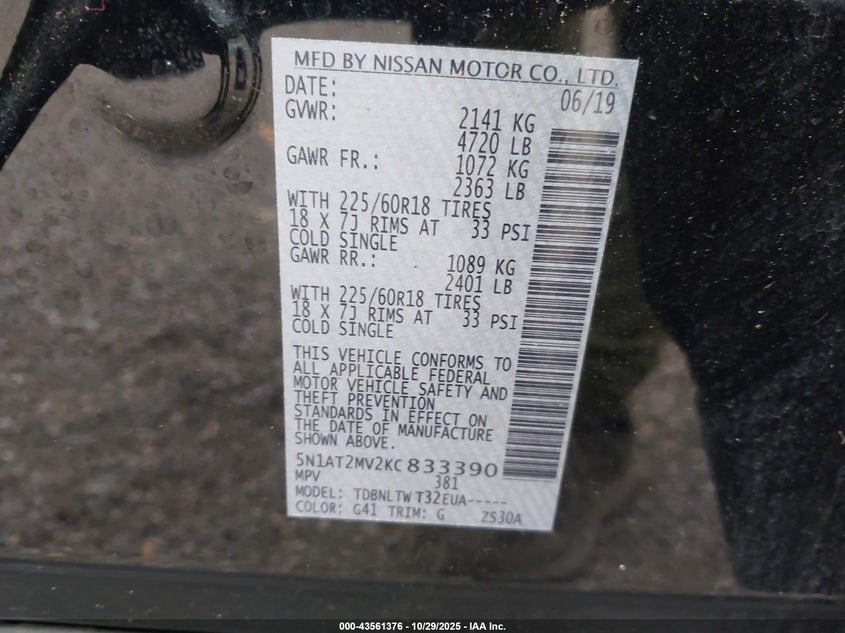 MFD BY NISSAN MOTOR CO., LTD.
DATE: 06/19
GVWR: 2141 KG
4720 LB
GAWR FR.: 1072 KG
2363 LB
WITH 225/60R18 TIRES
18 X 7J RIMS AT 33 PSI
COLD SINGLE
GAWR RR.: 1089 KG
2401 LB
WITH 225/60R18 TIRES
18 X 7J RIMS AT 33 PSI
COLD SINGLE
THIS VEHICLE CONFORMS TO
ALL APPLICABLE FEDERAL
MOTOR VEHICLE SAFETY AND
THEFT PREVENTION
STANDARDS IN EFFECT ON
THE DATE OF MANUFACTURE
SHOWN ABOVE.
5N1AT2MV2KC833390
MPV 381
MODEL: TDBNLTW T32EUA-----
COLOR: G41 TRIM: G ZS30A
000-43561376 | 10/29/2025 - IAA Inc.